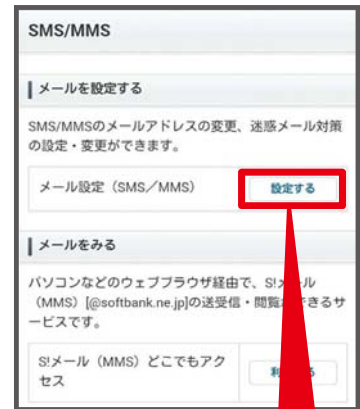 SMS/MMS
メールを設定する
SMS/MMSのメールアドレスの変更、迷惑メール対策
の設定・変更ができます。
メール設定（SMS／MMS）
設定する
メールをみる
パソコンなどのウェブブラウザ経由で、S!メール
（MMS）[@softbank.ne.jp]の送受信・閲覧ができるサ
ービスです。
S!メール（MMS）どこでもアク
セス